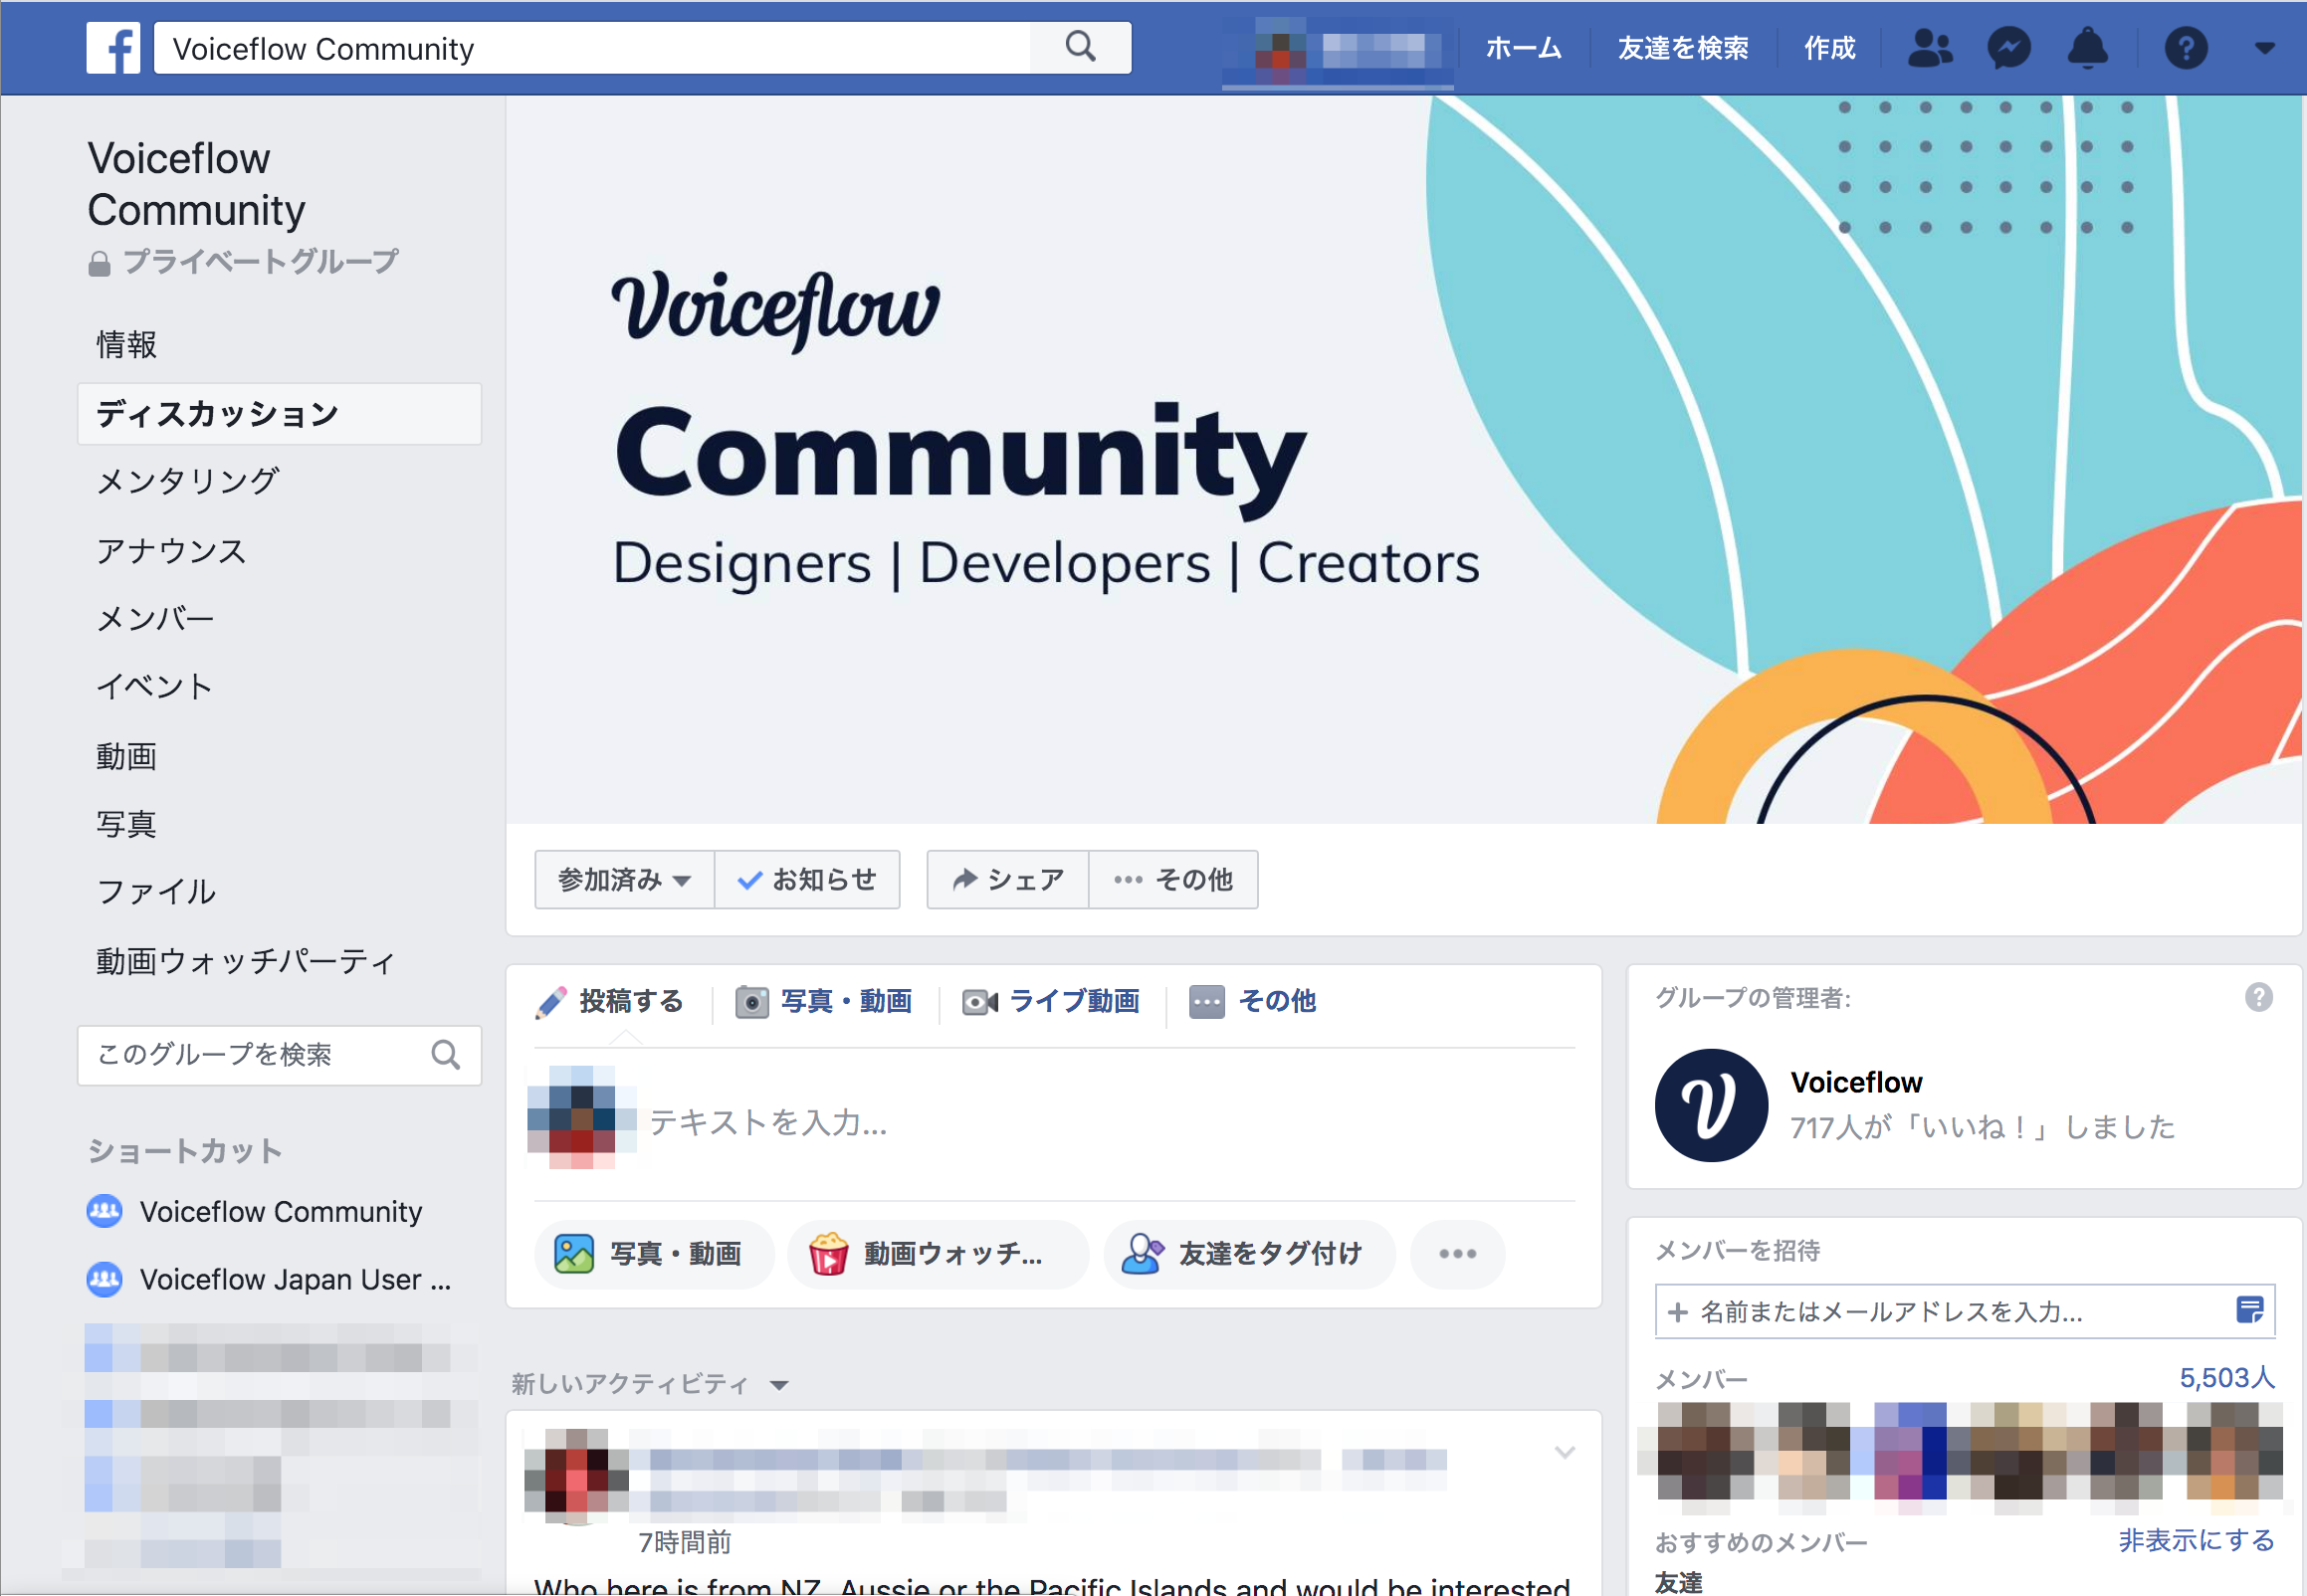 Voiceflow Community
ホーム
友達を検索
作成
Voiceflow
Community
プライベートグループ
情報
ディスカッション
メンタリング
アナウンス
メンバー
イベント
動画
写真
ファイル
動画ウォッチパーティ
このグループを検索
ショートカット
Voiceflow Community
Voiceflow Japan User ...
Voiceflow
Community
Designers | Developers | Creators
参加済み
お知らせ
シェア
その他
投稿する
写真・動画
ライブ動画
その他
テキストを入力...
写真・動画
動画ウォッチ...
友達をタグ付け
新しいアクティビティ
7時間前
Who here is from NZ, Aussie or the Pacific Islands and would be interested
グループの管理者:
Voiceflow
717人が「いいね！」しました
メンバーを招待
名前またはメールアドレスを入力...
メンバー
5,503人
おすすめのメンバー
非表示にする
友達